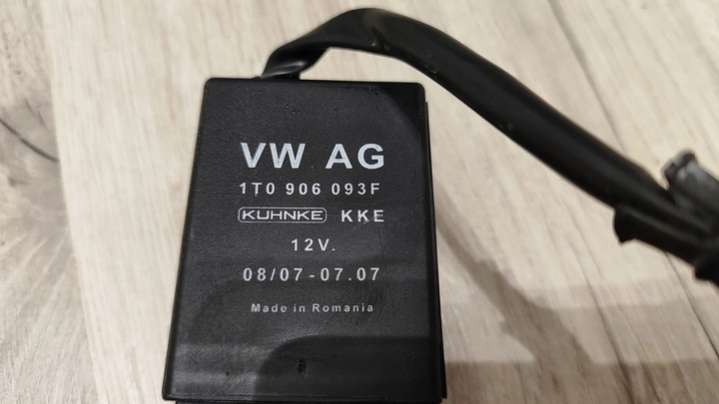 VW AG
1T0 906 093F
KUHNKE KKE
12V.
08/07-07.07
Made in Romania